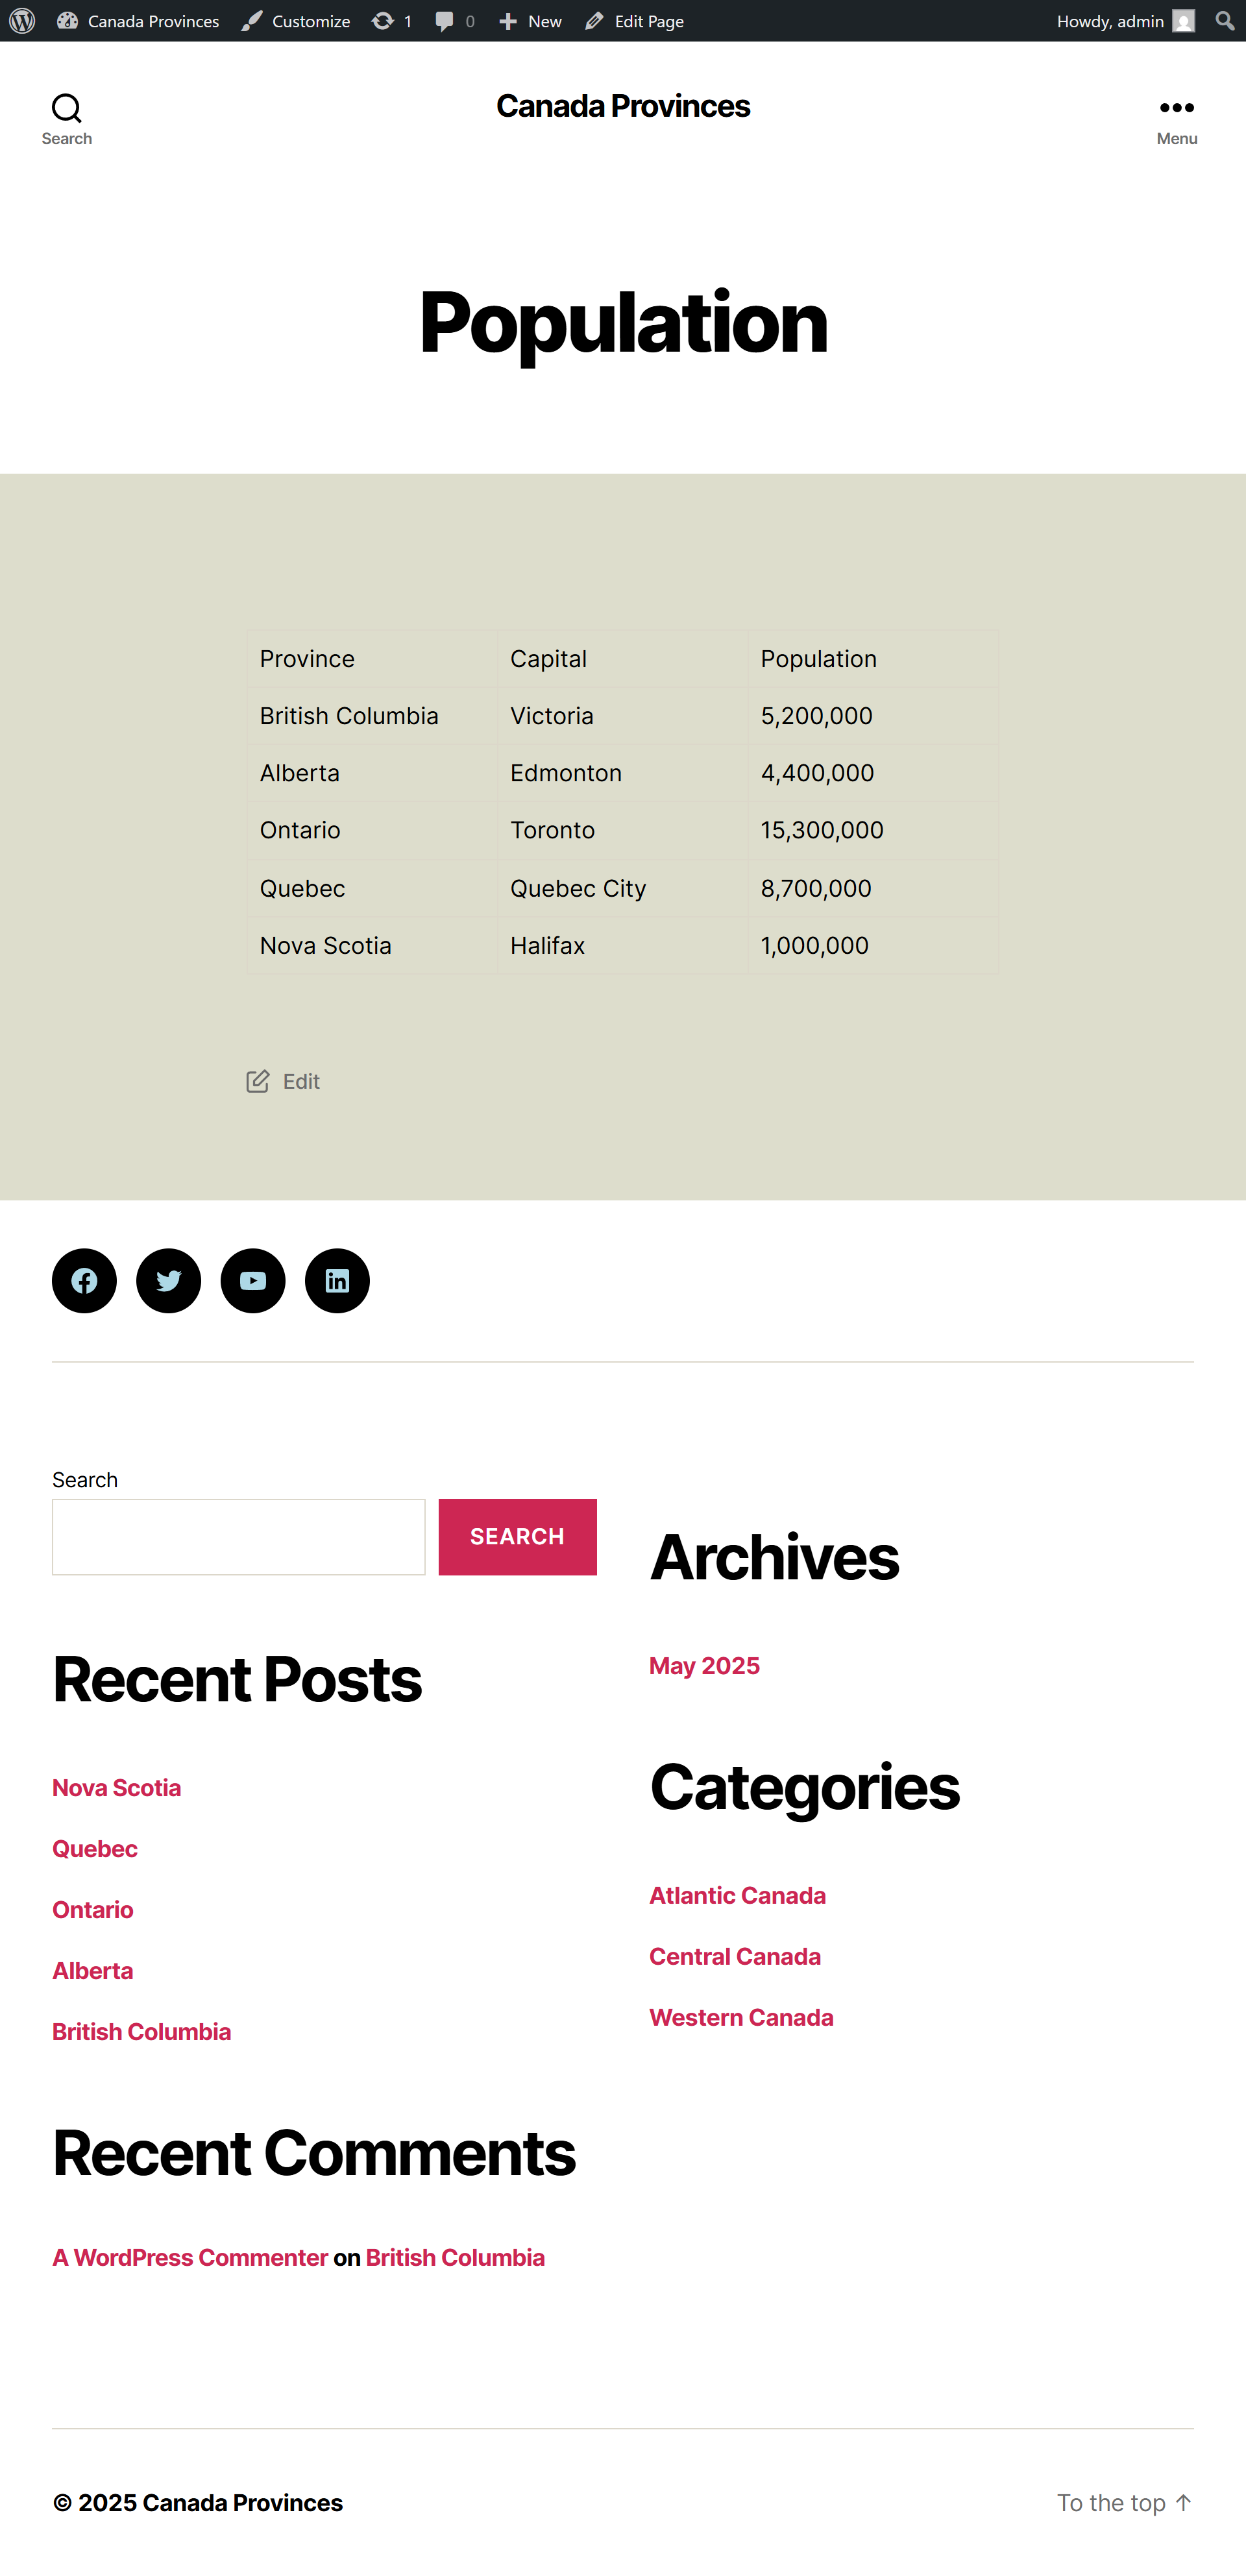 Canada Provinces Customize 1 0 New Edit Page Howdy, admin
Search
Canada Provinces
Menu
Population
Province Capital Population
British Columbia Victoria 5,200,000
Alberta Edmonton 4,400,000
Ontario Toronto 15,300,000
Quebec Quebec City 8,700,000
Nova Scotia Halifax 1,000,000
Edit
Search
SEARCH
Recent Posts
Nova Scotia
Quebec
Ontario
Alberta
British Columbia
Recent Comments
A WordPress Commenter on British Columbia
Archives
May 2025
Categories
Atlantic Canada
Central Canada
Western Canada
© 2025 Canada Provinces
To the top ↑